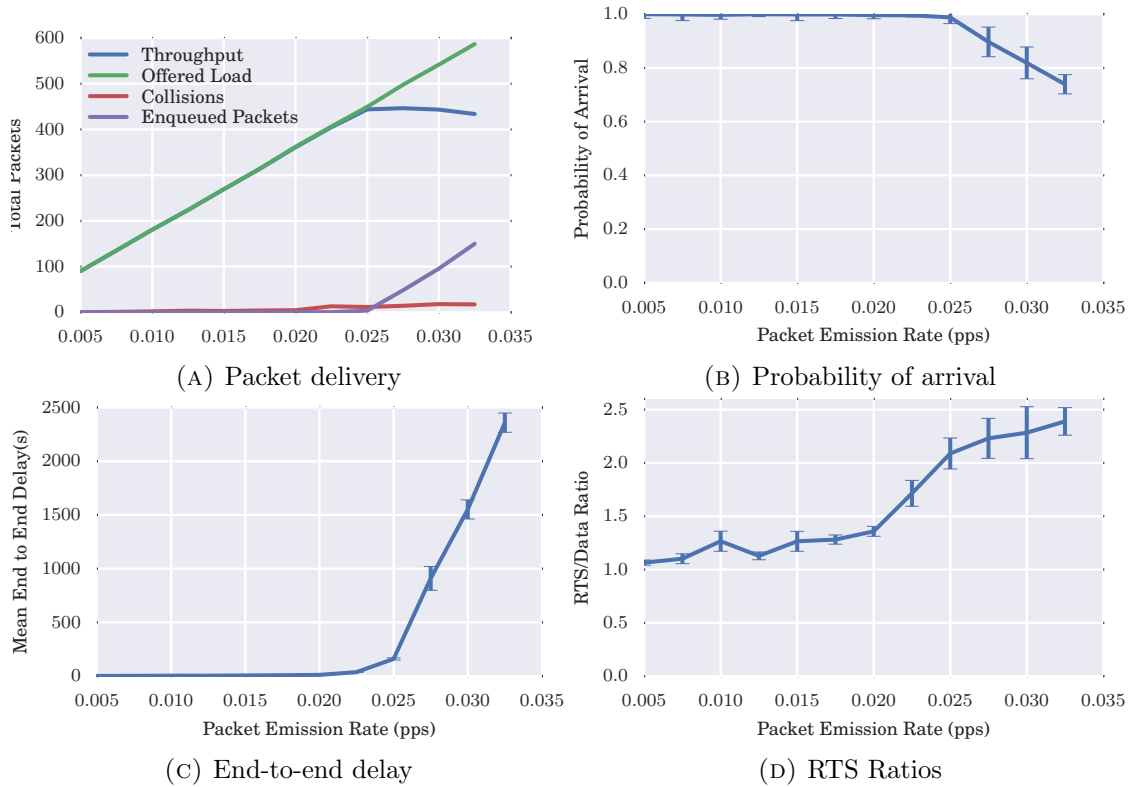 600
500
400
300
200
100
0
Total Packets
Throughput
Offered Load
Collisions
Enqueued Packets
0.005 0.010 0.015 0.020 0.025 0.030 0.035
(A) Packet delivery
1.0
0.8
0.6
0.4
0.2
0.0
Probability of Arrival
0.005 0.010 0.015 0.020 0.025 0.030 0.035
Packet Emission Rate (pps)
(B) Probability of arrival
2500
2000
1500
1000
500
0
Mean End to End Delay(s)
0.005 0.010 0.015 0.020 0.025 0.030 0.035
Packet Emission Rate (pps)
(C) End-to-end delay
2.5
2.0
1.5
1.0
0.5
0.0
RTS/Data Ratio
0.005 0.010 0.015 0.020 0.025 0.030 0.035
Packet Emission Rate (pps)
(D) RTS Ratios